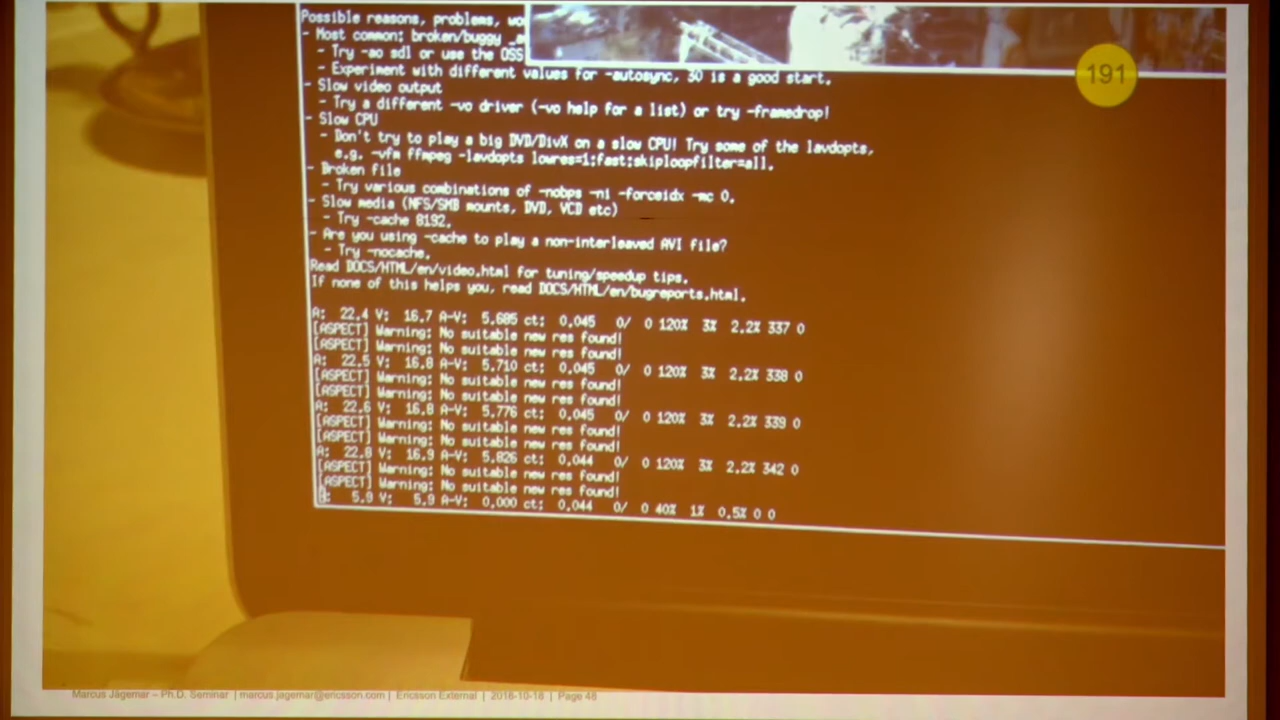 Possible reasons, problems, wo
- Most common: broken/buggy _a
- Try -ao sdl or use the OSS
- Experiment with different values for -autosync, 30 is a good start.
- Slow video output
- Try a different -vo driver (-vo help for a list) or try -framedrop!
- Slow CPU
- Don't try to play a big DVD/DivX on a slow CPU! Try some of the lavdopts,
e.g. -vfm ffmpeg -lavdopts lowres=1:fast:skiploopfilter=all.
- Broken file
- Try various combinations of -nobps -ni -forceidx -mc 0.
- Slow media (NFS/SMB mounts, DVD, VCD etc)
- Try -cache 8192.
- Are you using -cache to play a non-interleaved AVI file?
- Try -nocache.
Read DOCS/HTML/en/video.html for tuning/speedup tips.
If none of this helps you, read DOCS/HTML/en/bugreports.html.
A: 22.4 V: 16.7 A-V: 5.685 ct: 0.045 0/ 0 120% 3% 2.2% 337 0
[ASPECT] Warning: No suitable new res found!
[ASPECT] Warning: No suitable new res found!
A: 22.5 V: 16.8 A-V: 5.710 ct: 0.045 0/ 0 120% 3% 2.2% 338 0
[ASPECT] Warning: No suitable new res found!
[ASPECT] Warning: No suitable new res found!
A: 22.6 V: 16.8 A-V: 5.776 ct: 0.045 0/ 0 120% 3% 2.2% 339 0
[ASPECT] Warning: No suitable new res found!
[ASPECT] Warning: No suitable new res found!
A: 22.8 V: 16.9 A-V: 5.826 ct: 0.044 0/ 0 120% 3% 2.2% 342 0
[ASPECT] Warning: No suitable new res found!
[ASPECT] Warning: No suitable new res found!
A: 5.9 V: 5.9 A-V: 0.000 ct: 0.044 0/ 0 40% 1% 0.5% 0 0
191
Marcus Jägemar – Ph.D. Seminar | marcus.jagemar@ericsson.com | Ericsson External | 2018-10-16 | Page 48